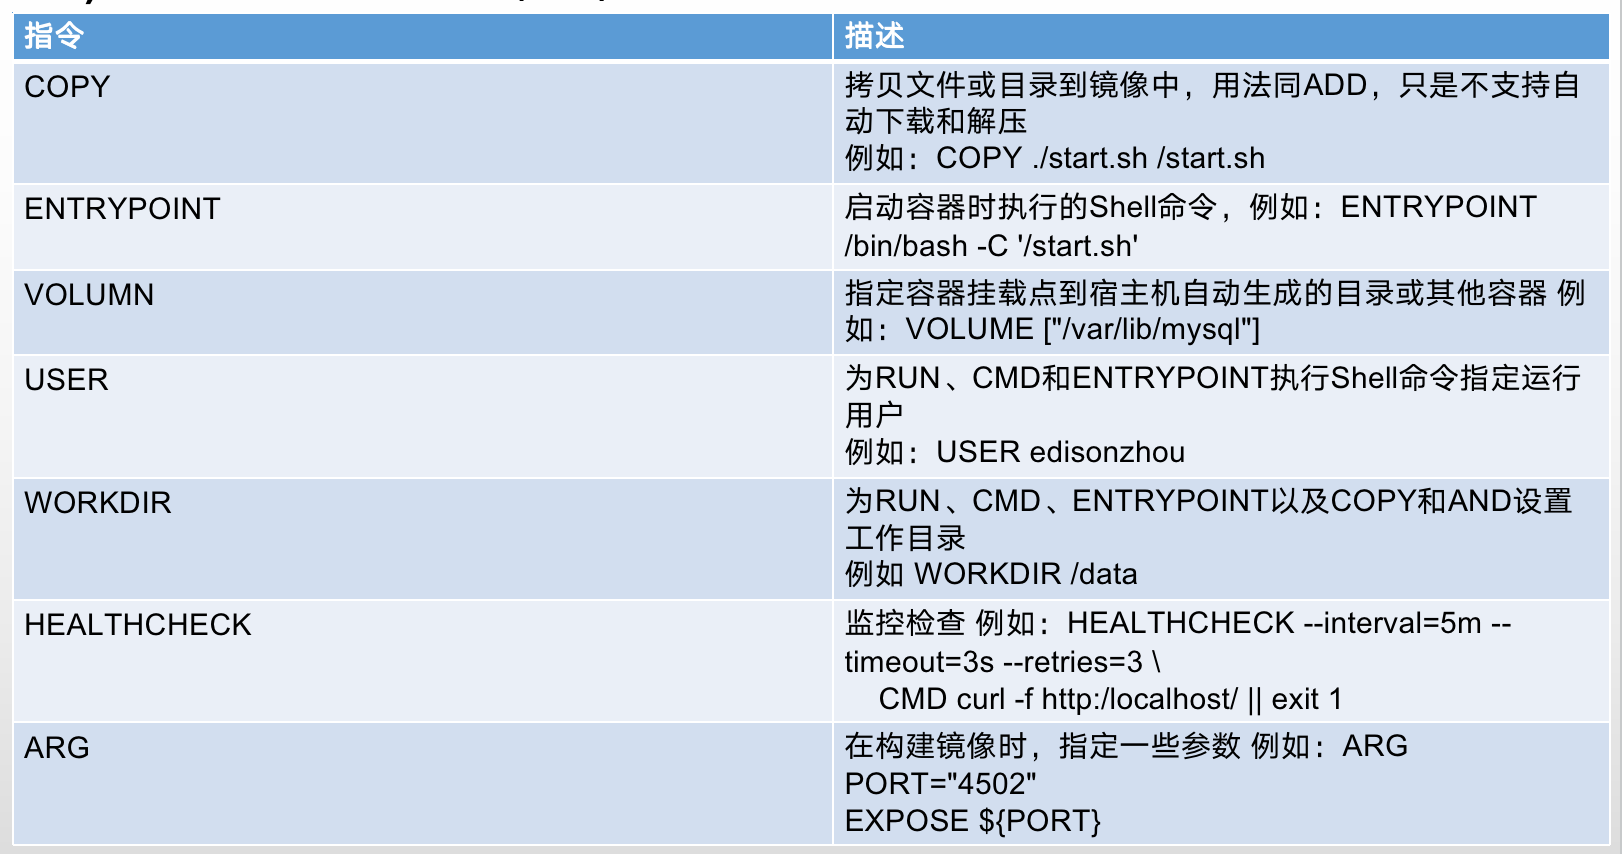 指令
描述
COPY
拷贝文件或目录到镜像中，用法同ADD，只是不支持自
动下载和解压
例如：COPY ./start.sh /start.sh
ENTRYPOINT
启动容器时执行的Shell命令，例如：ENTRYPOINT
/bin/bash -C '/start.sh'
VOLUMN
指定容器挂载点到宿主机自动生成的目录或其他容器 例
如：VOLUME ["/var/lib/mysql"]
USER
为RUN、CMD和ENTRYPOINT执行Shell命令指定运行
用户
例如：USER edisonzhou
WORKDIR
为RUN、CMD、ENTRYPOINT以及COPY和AND设置
工作目录
例如 WORKDIR /data
HEALTHCHECK
监控检查 例如：HEALTHCHECK --interval=5m --
timeout=3s --retries=3 \
CMD curl -f http:/localhost/ || exit 1
ARG
在构建镜像时，指定一些参数 例如：ARG
PORT="4502"
EXPOSE ${PORT}